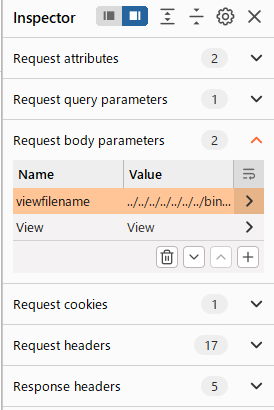 Inspector
Request attributes 2
Request query parameters 1
Request body parameters 2
Name Value
viewfilename ../../../../../../../bin...
View View
Request cookies 1
Request headers 17
Response headers 5